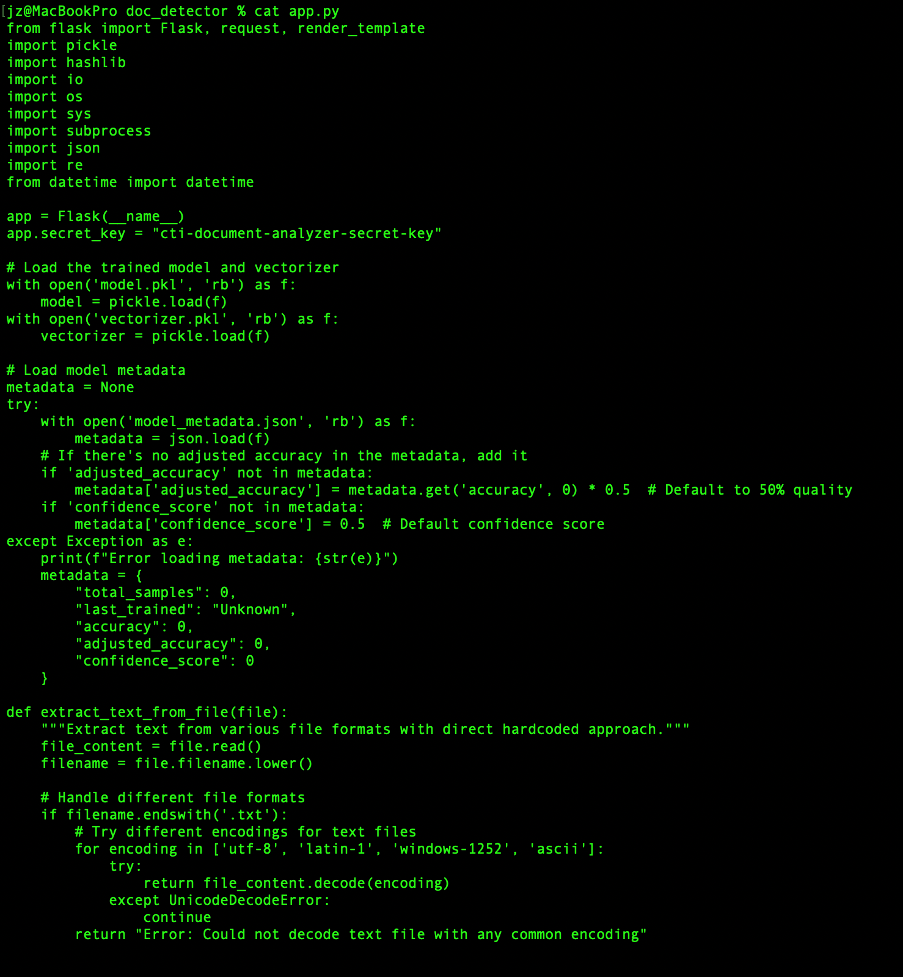 [jz@MacBookPro doc_detector % cat app.py
from flask import Flask, request, render_template
import pickle
import hashlib
import io
import os
import sys
import subprocess
import json
import re
from datetime import datetime

app = Flask(__name__)
app.secret_key = "cti-document-analyzer-secret-key"

# Load the trained model and vectorizer
with open('model.pkl', 'rb') as f:
    model = pickle.load(f)
with open('vectorizer.pkl', 'rb') as f:
    vectorizer = pickle.load(f)

# Load model metadata
metadata = None
try:
    with open('model_metadata.json', 'rb') as f:
        metadata = json.load(f)
    # If there's no adjusted accuracy in the metadata, add it
    if 'adjusted_accuracy' not in metadata:
        metadata['adjusted_accuracy'] = metadata.get('accuracy', 0) * 0.5  # Default to 50% quality
    if 'confidence_score' not in metadata:
        metadata['confidence_score'] = 0.5  # Default confidence score
except Exception as e:
    print(f"Error loading metadata: {str(e)}")
    metadata = {
        "total_samples": 0,
        "last_trained": "Unknown",
        "accuracy": 0,
        "adjusted_accuracy": 0,
        "confidence_score": 0
    }

def extract_text_from_file(file):
    """Extract text from various file formats with direct hardcoded approach."""
    file_content = file.read()
    filename = file.filename.lower()

    # Handle different file formats
    if filename.endswith('.txt'):
        # Try different encodings for text files
        for encoding in ['utf-8', 'latin-1', 'windows-1252', 'ascii']:
            try:
                return file_content.decode(encoding)
            except UnicodeDecodeError:
                continue
        return "Error: Could not decode text file with any common encoding"